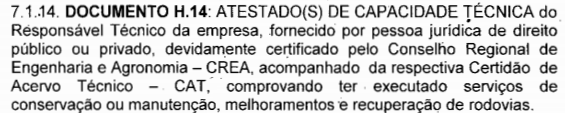 7.1.14. DOCUMENTO H.14: ATESTADO(S) DE CAPACIDADE TÉCNICA do
Responsável Técnico da empresa, fornecido por pessoa jurídica de direito
público ou privado, devidamente certificado pelo Conselho Regional de
Engenharia e Agronomia – CREA, acompanhado da respectiva Certidão de
Acervo Técnico – CAT, comprovando ter executado serviços de
conservação ou manutenção, melhoramentos e recuperação de rodovias.